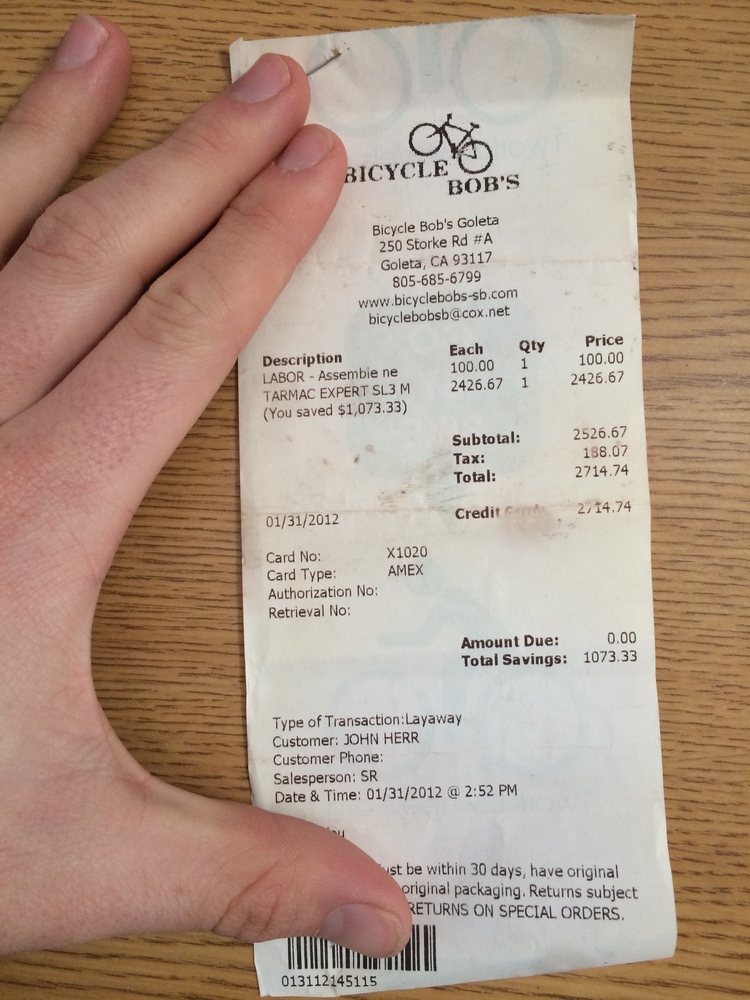 BICYCLE
BOB'S
Bicycle Bob's Goleta
250 Storke Rd #A
Goleta, CA 93117
805-685-6799
www.bicyclebobs-sb.com
bicyclebobsb@cox.net
Description Each Qty Price
LABOR - Assemble ne 100.00 1 100.00
TARMAC EXPERT SL3 M 2426.67 1 2426.67
(You saved $1,073.33)
Subtotal: 2526.67
Tax: 188.07
Total: 2714.74
01/31/2012 Credit Card: 2714.74
Card No: X1020
Card Type: AMEX
Authorization No:
Retrieval No:
Amount Due: 0.00
Total Savings: 1073.33
Type of Transaction:Layaway
Customer: JOHN HERR
Customer Phone:
Salesperson: SR
Date & Time: 01/31/2012 @ 2:52 PM
be within 30 days, have original
original packaging. Returns subject
RETURNS ON SPECIAL ORDERS.
013112145115